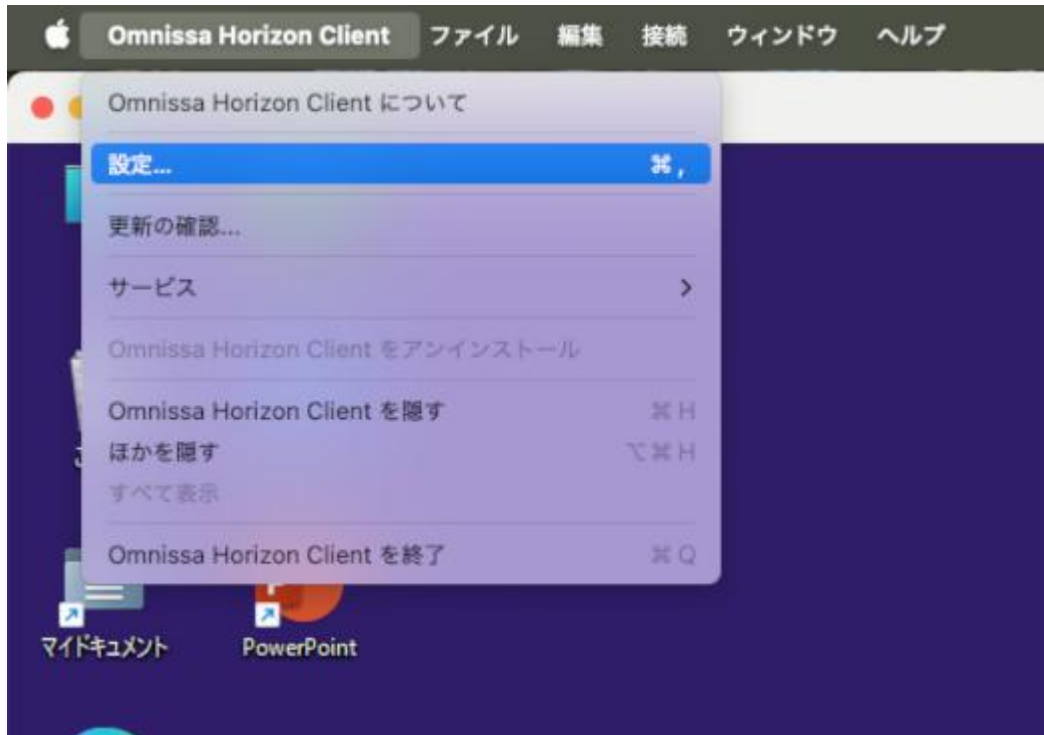 Omnissa Horizon Client ファイル 編集 接続 ウィンドウ ヘルプ
Omnissa Horizon Client について
設定... ⌘ ,
更新の確認...
サービス >
Omnissa Horizon Client をアンインストール
Omnissa Horizon Client を隠す ⌘ H
ほかを隠す ⌥ ⌘ H
すべて表示
Omnissa Horizon Client を終了 ⌘ Q
マイドキュメント PowerPoint